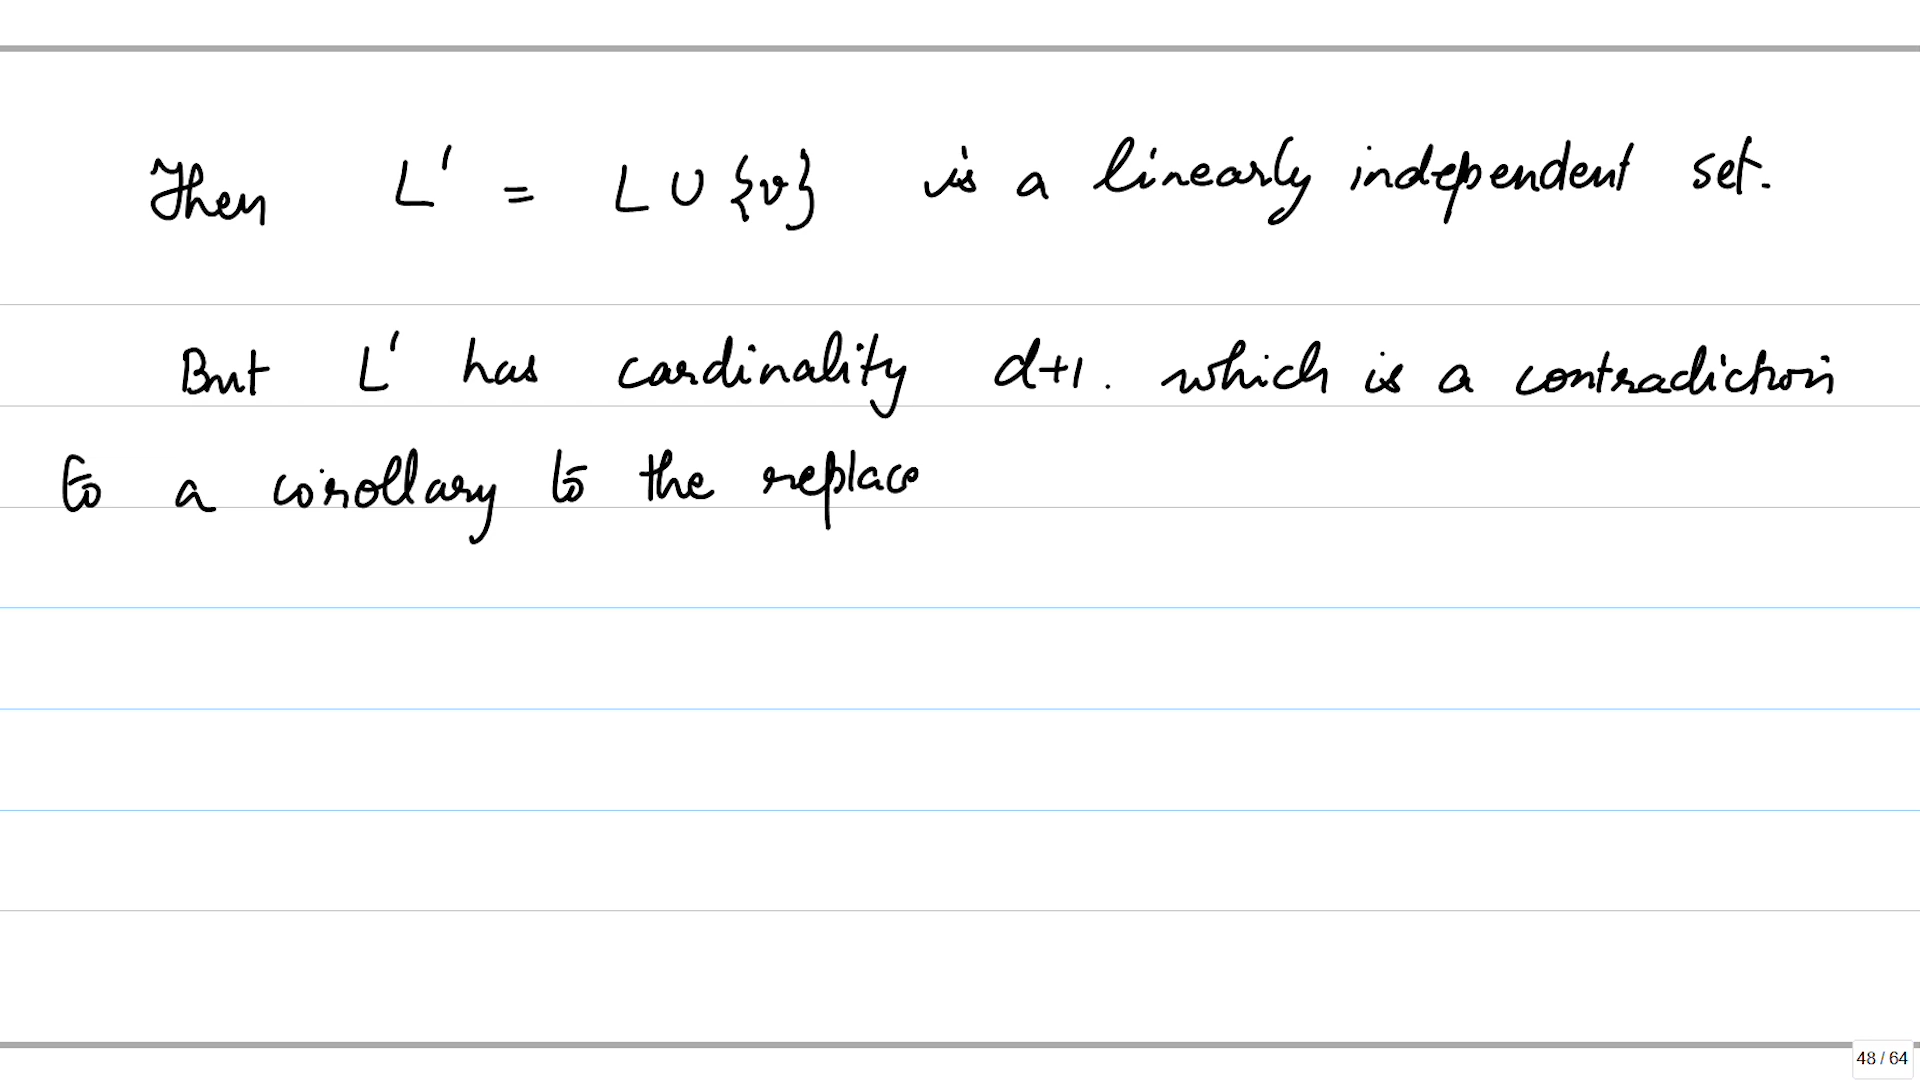 Then L' = L ∪ {v} is a linearly independent set.
But L' has cardinality d+1. which is a contradiction
to a corollary to the replace
48 / 64